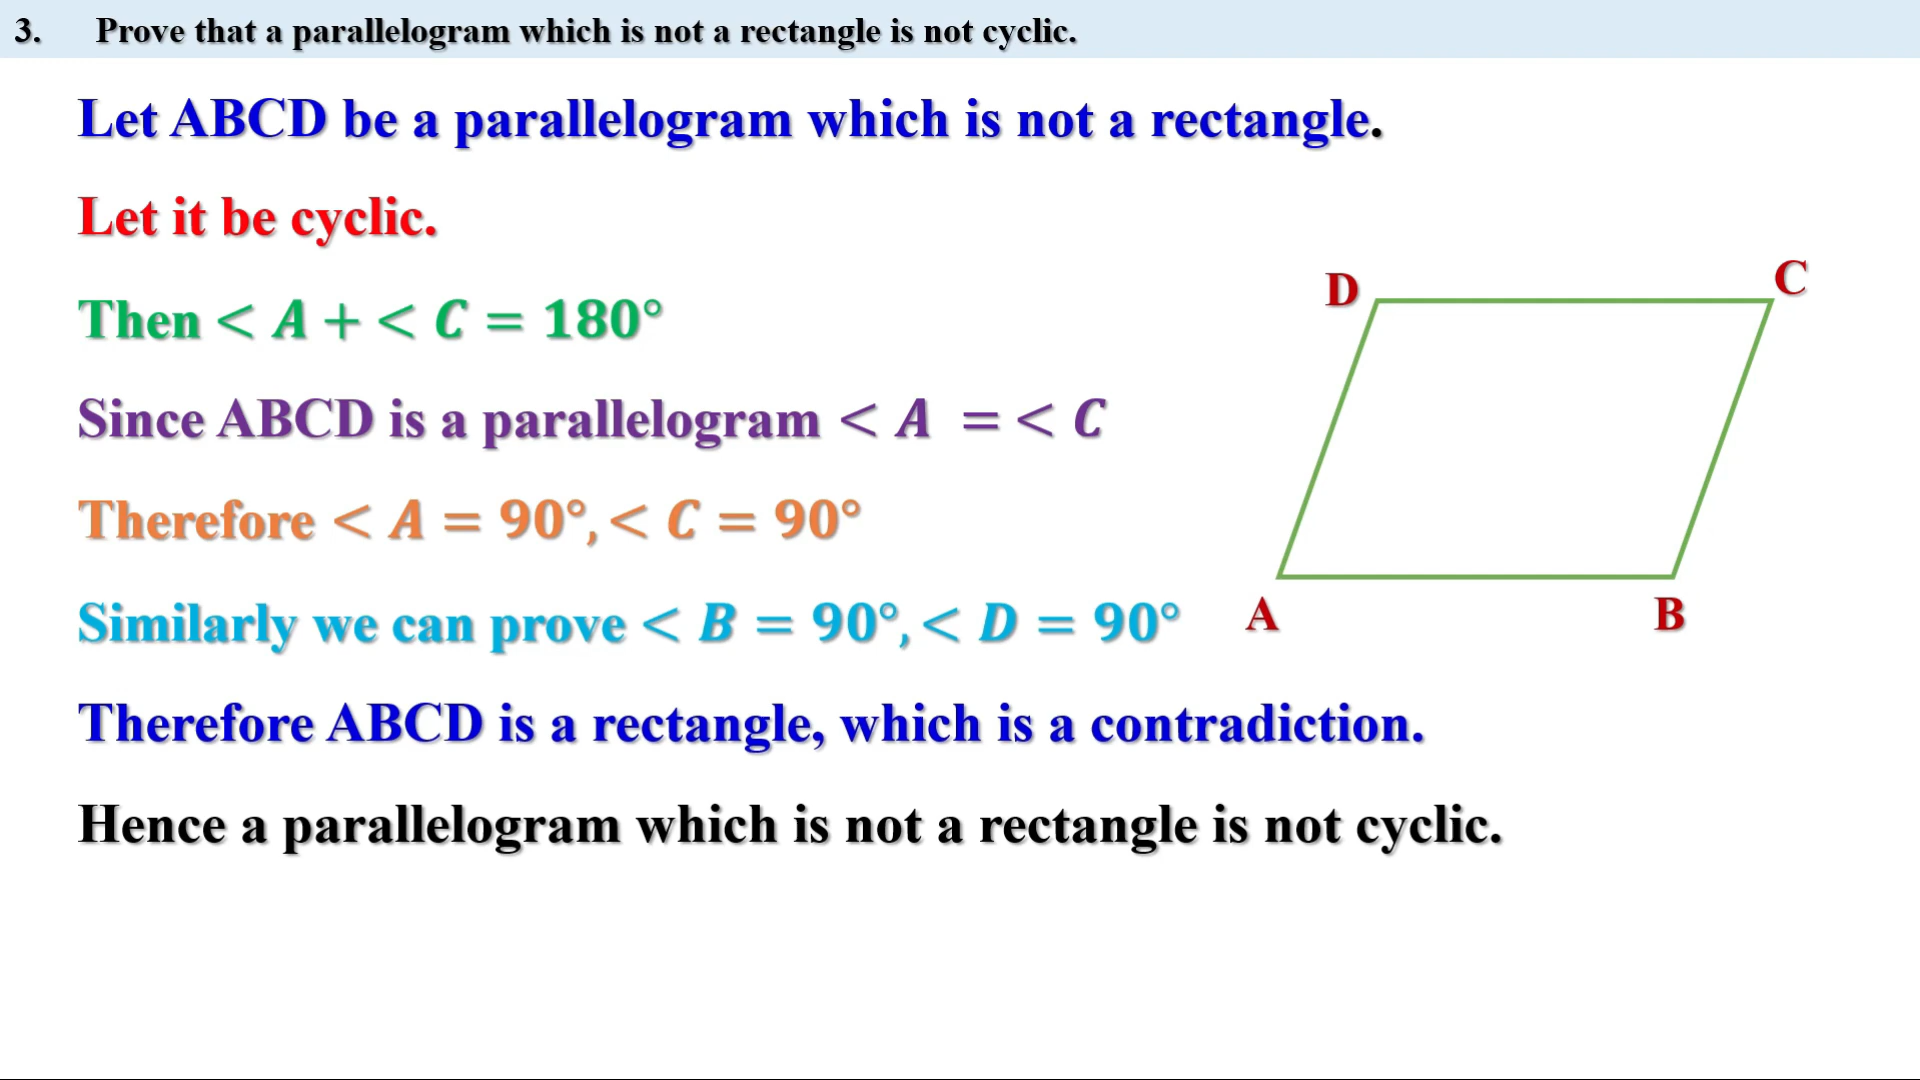 3. Prove that a parallelogram which is not a rectangle is not cyclic.
Let ABCD be a parallelogram which is not a rectangle.
Let it be cyclic.
Then < A + < C = 180°
Since ABCD is a parallelogram < A = < C
Therefore < A = 90°, < C = 90°
Similarly we can prove < B = 90°, < D = 90°
Therefore ABCD is a rectangle, which is a contradiction.
Hence a parallelogram which is not a rectangle is not cyclic.
D
C
A
B